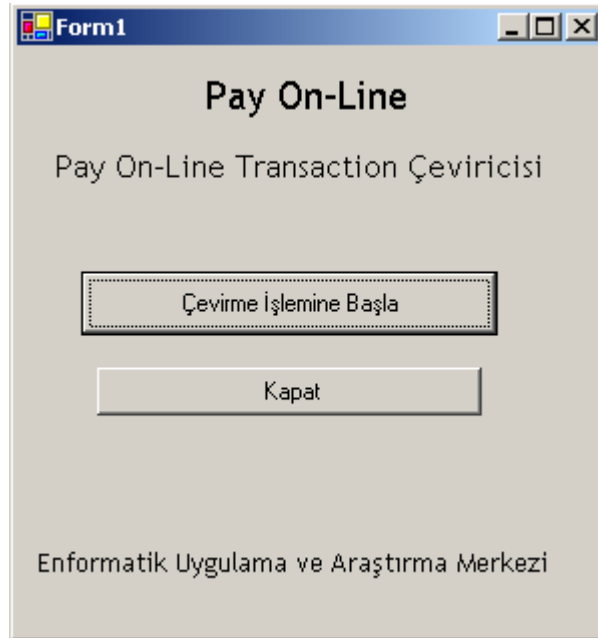 Form1
Pay On-Line
Pay On-Line Transaction Çeviricisi
Çevirme İşlemine Başla
Kapat
Enformatik Uygulama ve Araştırma Merkezi